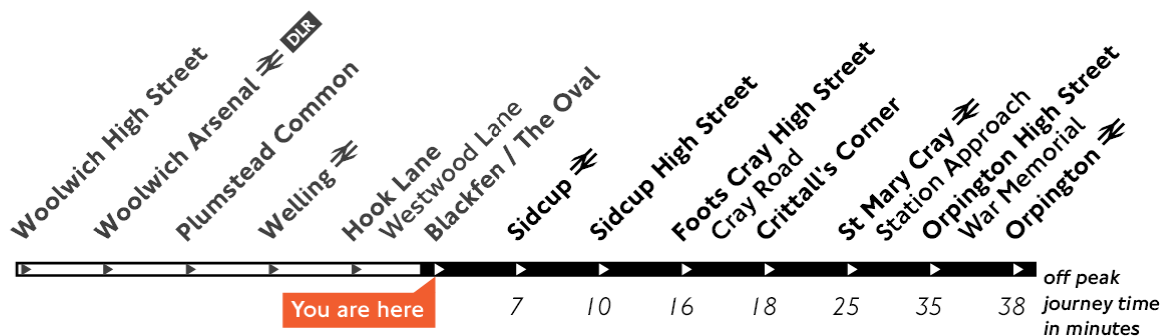 Woolwich High Street
Woolwich Arsenal DLR
Plumstead Common
Welling
Hook Lane
Westwood Lane
Blackfen / The Oval
Sidcup
Sidcup High Street
Foots Cray High Street
Cray Road
Crittall's Corner
St Mary Cray
Station Approach
Orpington High Street
War Memorial
Orpington
You are here
7 10 16 18 25 35 38
off peak
journey time
in minutes